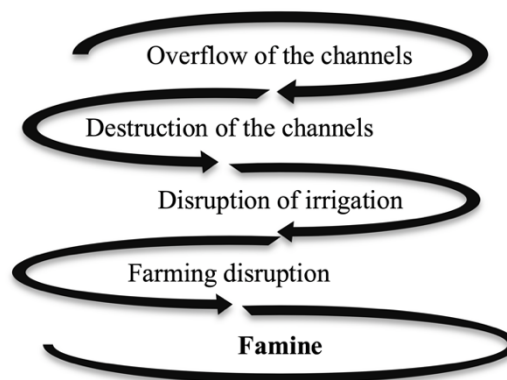 Overflow of the channels
Destruction of the channels
Disruption of irrigation
Farming disruption
Famine